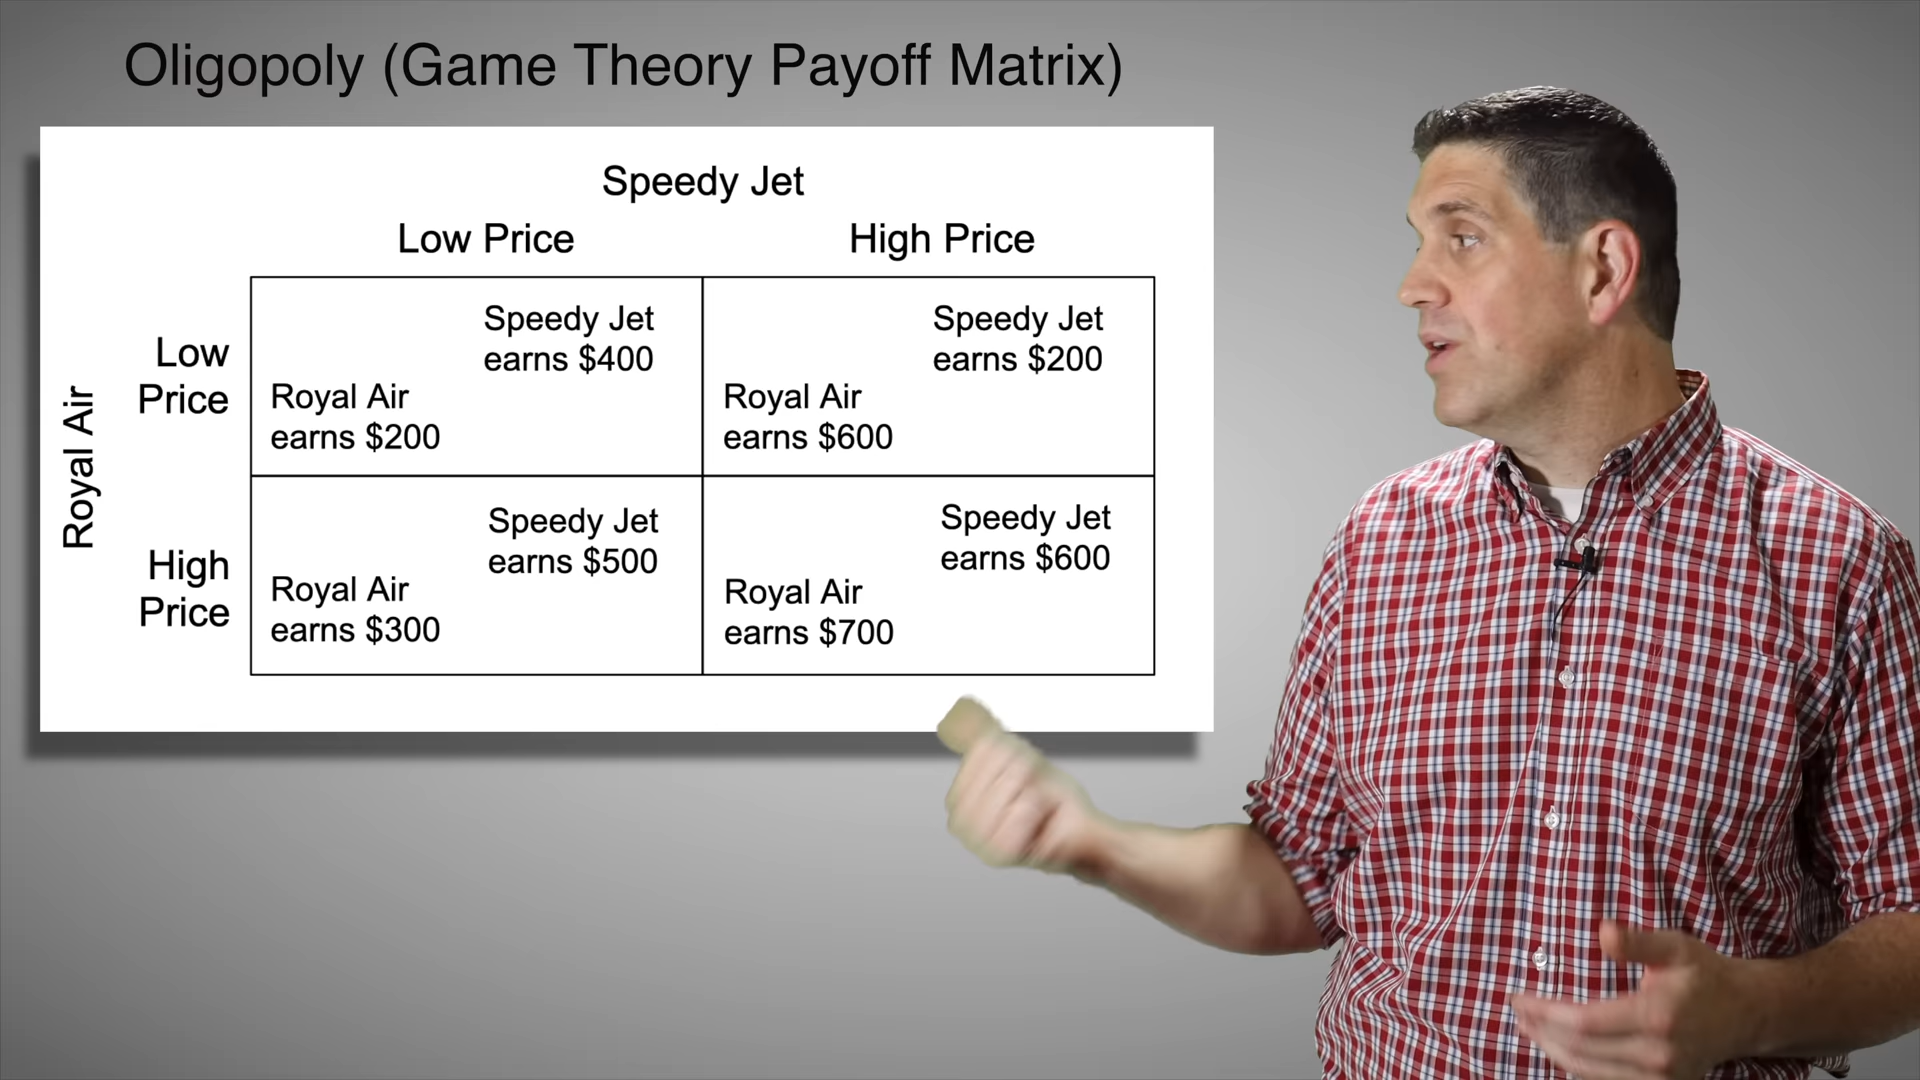 Oligopoly (Game Theory Payoff Matrix)
Speedy Jet
Low Price
High Price
Royal Air
Low
Price
Speedy Jet
earns $400
Royal Air
earns $200
Speedy Jet
earns $200
Royal Air
earns $600
High
Price
Speedy Jet
earns $500
Royal Air
earns $300
Speedy Jet
earns $600
Royal Air
earns $700